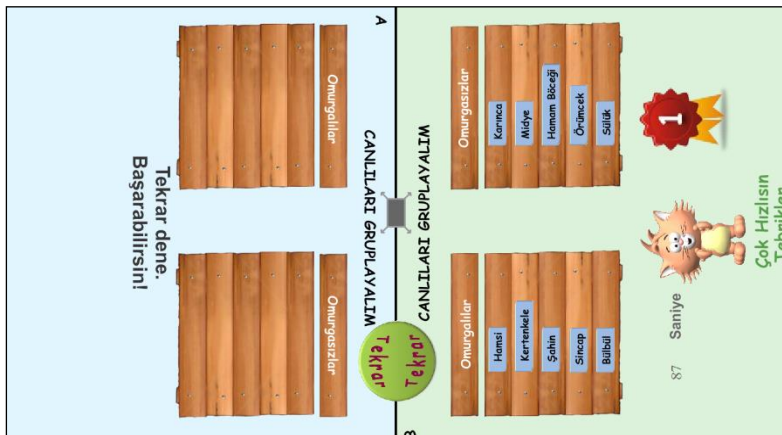 A
CANLILARI GRUPLAYALIM
Omurgalılar
Omurgasızlar
Tekrar dene.
Başarabilirsin!
Tekrar
Tekrar
B
CANLILARI GRUPLAYALIM
Omurgasızlar
Karınca
Midye
Hamam Böceği
Örümcek
Sülük
Omurgalılar
Hamsi
Kertenkele
Şahin
Sincap
Bülbül
1
87 Saniye
Çok Hızlısın
Tebrikler